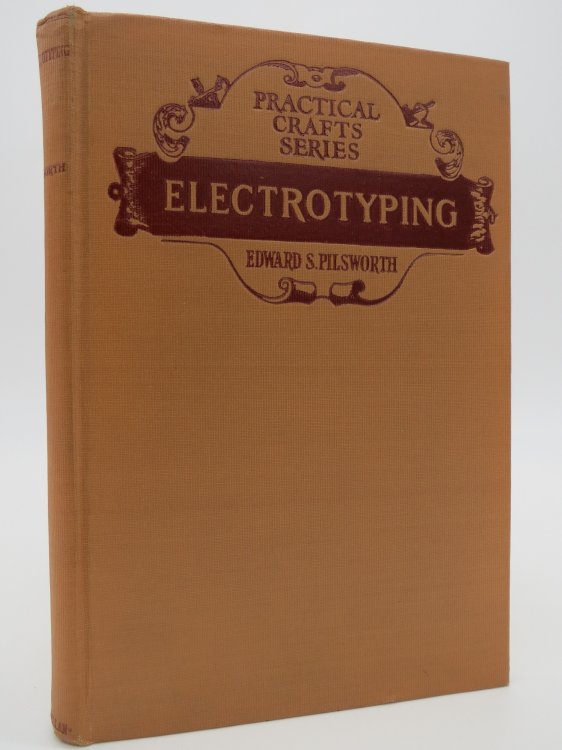 PRACTICAL
CRAFTS
SERIES
ELECTROTYPING
EDWARD S. PILSWORTH